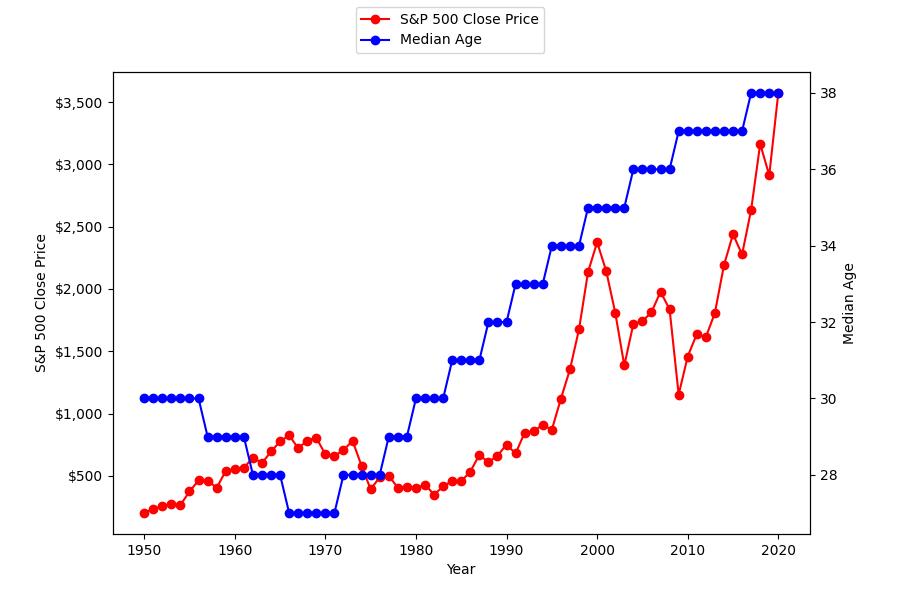 S&P 500 Close Price
Median Age
$3,500
$3,000
$2,500
$2,000
$1,500
$1,000
$500
S&P 500 Close Price
38
36
34
32
30
28
Median Age
1950 1960 1970 1980 1990 2000 2010 2020
Year